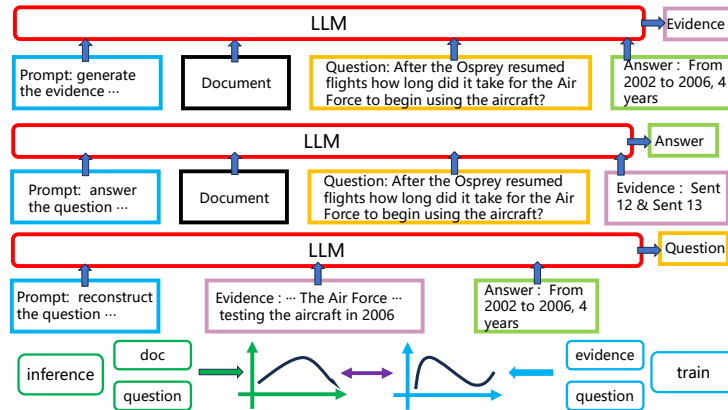 LLM
Evidence
Prompt: generate
the evidence ···
Document
Question: After the Osprey resumed
flights how long did it take for the Air
Force to begin using the aircraft?
Answer : From
2002 to 2006, 4
years
LLM
Answer
Prompt: answer
the question ···
Document
Question: After the Osprey resumed
flights how long did it take for the Air
Force to begin using the aircraft?
Evidence : Sent
12 & Sent 13
LLM
Question
Prompt: reconstruct
the question ···
Evidence : ··· The Air Force ···
testing the aircraft in 2006
Answer : From
2002 to 2006, 4
years
inference
doc
question
evidence
question
train